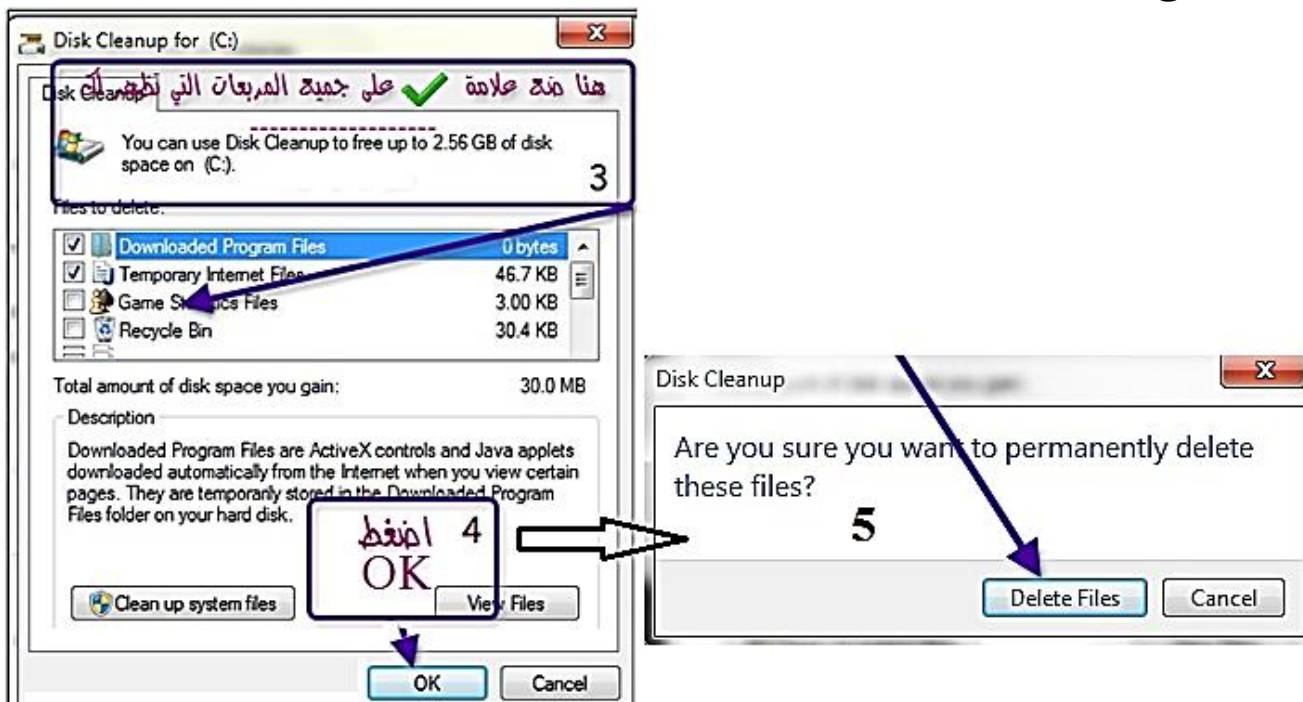 Disk Cleanup for (C:)
هنا ضع علامة على جميع المربعات التي تظهر لك
Disk Cleanup
You can use Disk Cleanup to free up to 2.56 GB of disk
space on (C:).
3
Files to delete:
Downloaded Program Files 0 bytes
Temporary Internet Files 46.7 KB
Game Statistics Files 3.00 KB
Recycle Bin 30.4 KB
Total amount of disk space you gain: 30.0 MB
Description
Downloaded Program Files are ActiveX controls and Java applets
downloaded automatically from the Internet when you view certain
pages. They are temporarily stored in the Downloaded Program
Files folder on your hard disk.
اضغط 4
OK
Clean up system files View Files
OK Cancel
Disk Cleanup
Are you sure you want to permanently delete
these files?
5
Delete Files Cancel